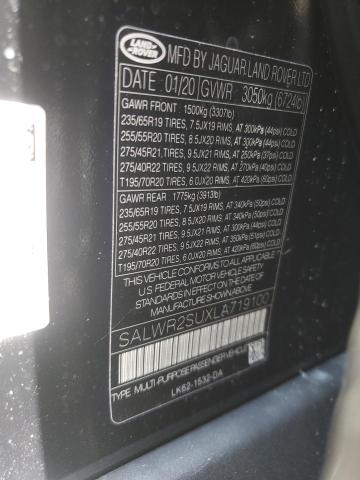 LAND
ROVER
MFD BY JAGUAR LAND ROVER LTD
DATE : 01/20 GVWR 3050kg (6724lb)
GAWR FRONT 1500kg (3307lb)
235/65R19 TIRES, 7.5JX19 RIMS, AT 300kPa (44psi) COLD
255/55R20 TIRES, 8.5JX20 RIMS, AT 300kPa (44psi) COLD
275/45R21 TIRES, 9.5JX21 RIMS, AT 250kPa (37psi) COLD
275/40R22 TIRES, 9.5JX22 RIMS, AT 270kPa (40psi) COLD
T195/70R20 TIRES, 6.0JX20 RIMS, AT 420kPa (60psi) COLD
GAWR REAR 1775kg (3913lb)
235/65R19 TIRES, 7.5JX19 RIMS, AT 340kPa (50psi) COLD
255/55R20 TIRES, 8.5JX20 RIMS, AT 340kPa (50psi) COLD
275/45R21 TIRES, 9.5JX21 RIMS, AT 300kPa (44psi) COLD
275/40R22 TIRES, 9.5JX22 RIMS, AT 350kPa (51psi) COLD
T195/70R20 TIRES, 6.0JX20 RIMS, AT 420kPa (60psi) COLD
THIS VEHICLE CONFORMS TO ALL APPLICABLE
U.S FEDERAL MOTOR VEHICLE SAFETY
STANDARDS IN EFFECT ON THE DATE OF
MANUFACTURE SHOWN ABOVE
SALWR2SUXLA719100
TYPE: MULTI-PURPOSE PASSENGER VEHICLE
LK62-1532-DA